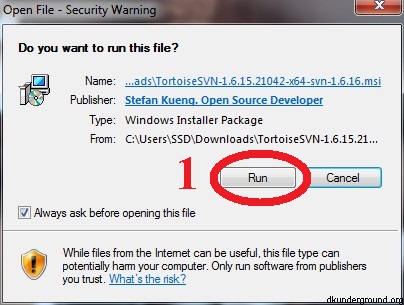 Open File - Security Warning
Do you want to run this file?
Name: ...ads\TortoiseSVN-1.6.15.21042-x64-svn-1.6.16.msi
Publisher: Stefan Kueng, Open Source Developer
Type: Windows Installer Package
From: C:\Users\SSD\Downloads\TortoiseSVN-1.6.15.21...
1 Run Cancel
Always ask before opening this file
While files from the Internet can be useful, this file type can
potentially harm your computer. Only run software from publishers
you trust. What's the risk?
dkunderground.org